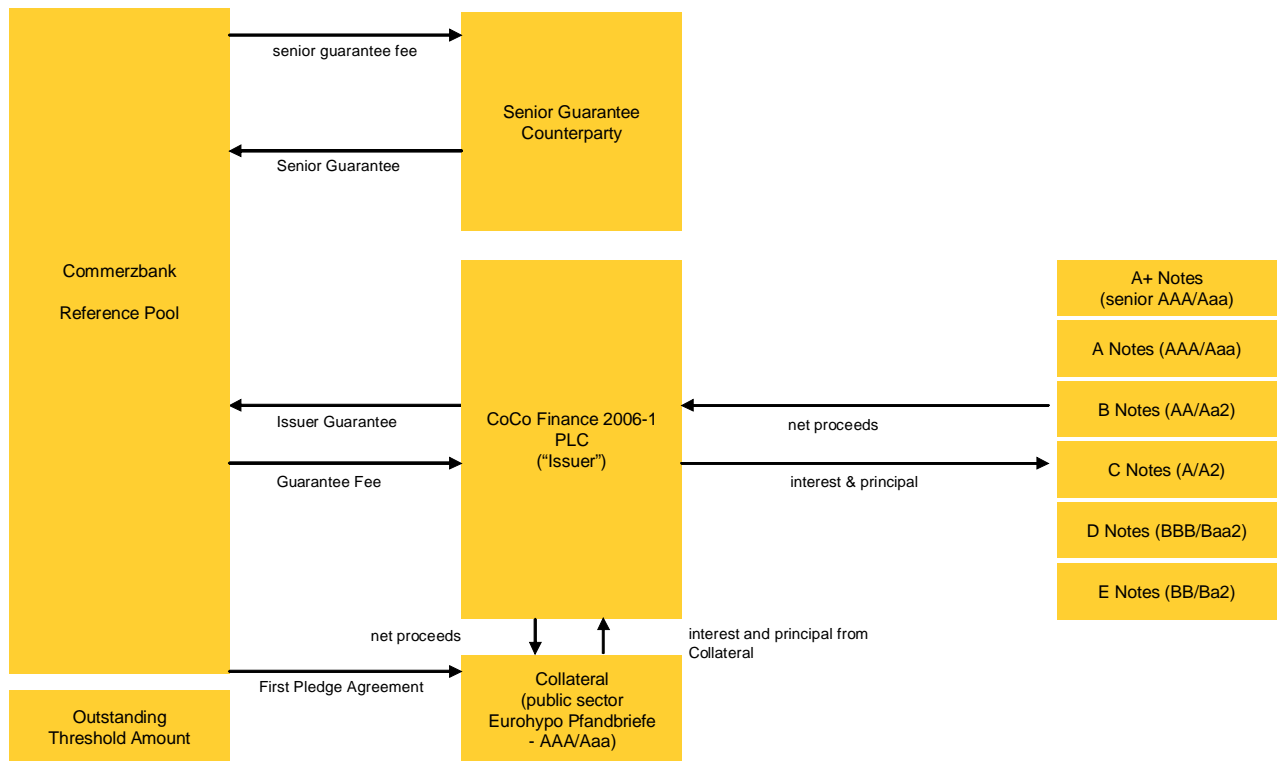 senior guarantee fee
Senior Guarantee
Counterparty
Senior Guarantee
Commerzbank
Reference Pool
A+ Notes
(senior AAA/Aaa)
A Notes (AAA/Aaa)
B Notes (AA/Aa2)
C Notes (A/A2)
D Notes (BBB/Baa2)
E Notes (BB/Ba2)
Issuer Guarantee
Guarantee Fee
CoCo Finance 2006-1
PLC
(“Issuer”)
net proceeds
interest & principal
net proceeds
interest and principal from
Collateral
First Pledge Agreement
Collateral
(public sector
Eurohypo Pfandbriefe
- AAA/Aaa)
Outstanding
Threshold Amount